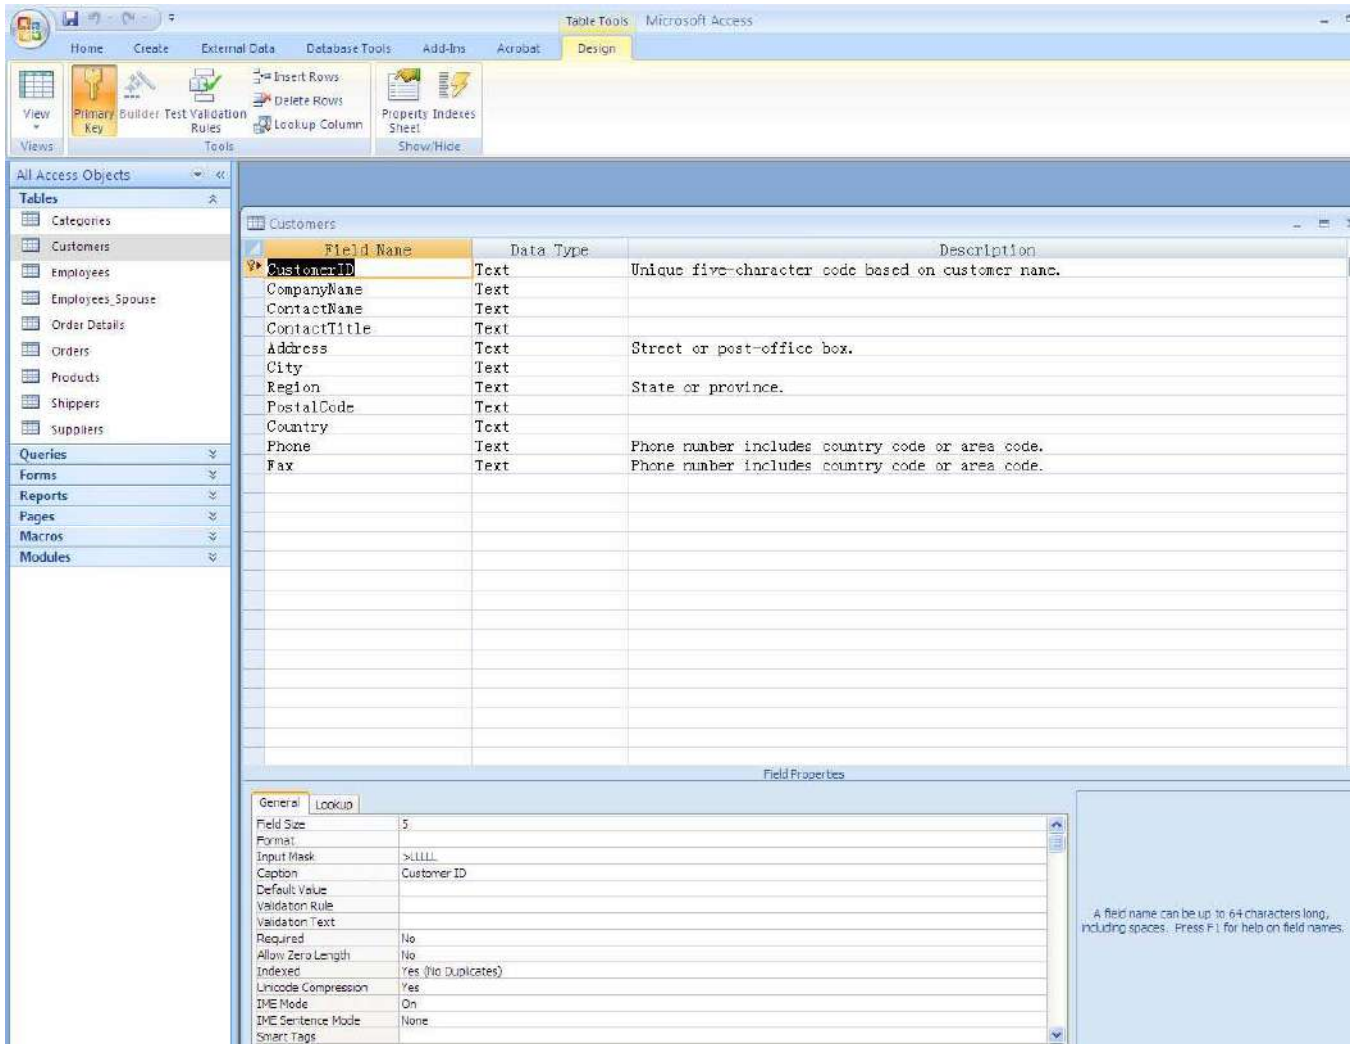 Table Tools Microsoft Access
Home Create External Data Database Tools Add-Ins Acrobat Design
View
Primary Key
Builder
Test Validation Rules
Insert Rows
Delete Rows
Lookup Column
Property Sheet
Indexes
Views Tools Show/Hide
All Access Objects
Tables
Categories
Customers
Employees
Employees_Spouse
Order Details
Orders
Products
Shippers
Suppliers
Queries
Forms
Reports
Pages
Macros
Modules
Customers
Field Name Data Type Description
CustomerID Text Unique five-character code based on customer name.
CompanyName Text
ContactName Text
ContactTitle Text
Address Text Street or post-office box.
City Text
Region Text State or province.
PostalCode Text
Country Text
Phone Text Phone number includes country code or area code.
Fax Text Phone number includes country code or area code.
Field Properties
General Lookup
Field Size 5
Format
Input Mask >LLLLL
Caption Customer ID
Default Value
Validation Rule
Validation Text
Required No
Allow Zero Length No
Indexed Yes (No Duplicates)
Unicode Compression Yes
IME Mode On
IME Sentence Mode None
Smart Tags
A field name can be up to 64 characters long,
including spaces. Press F1 for help on field names.